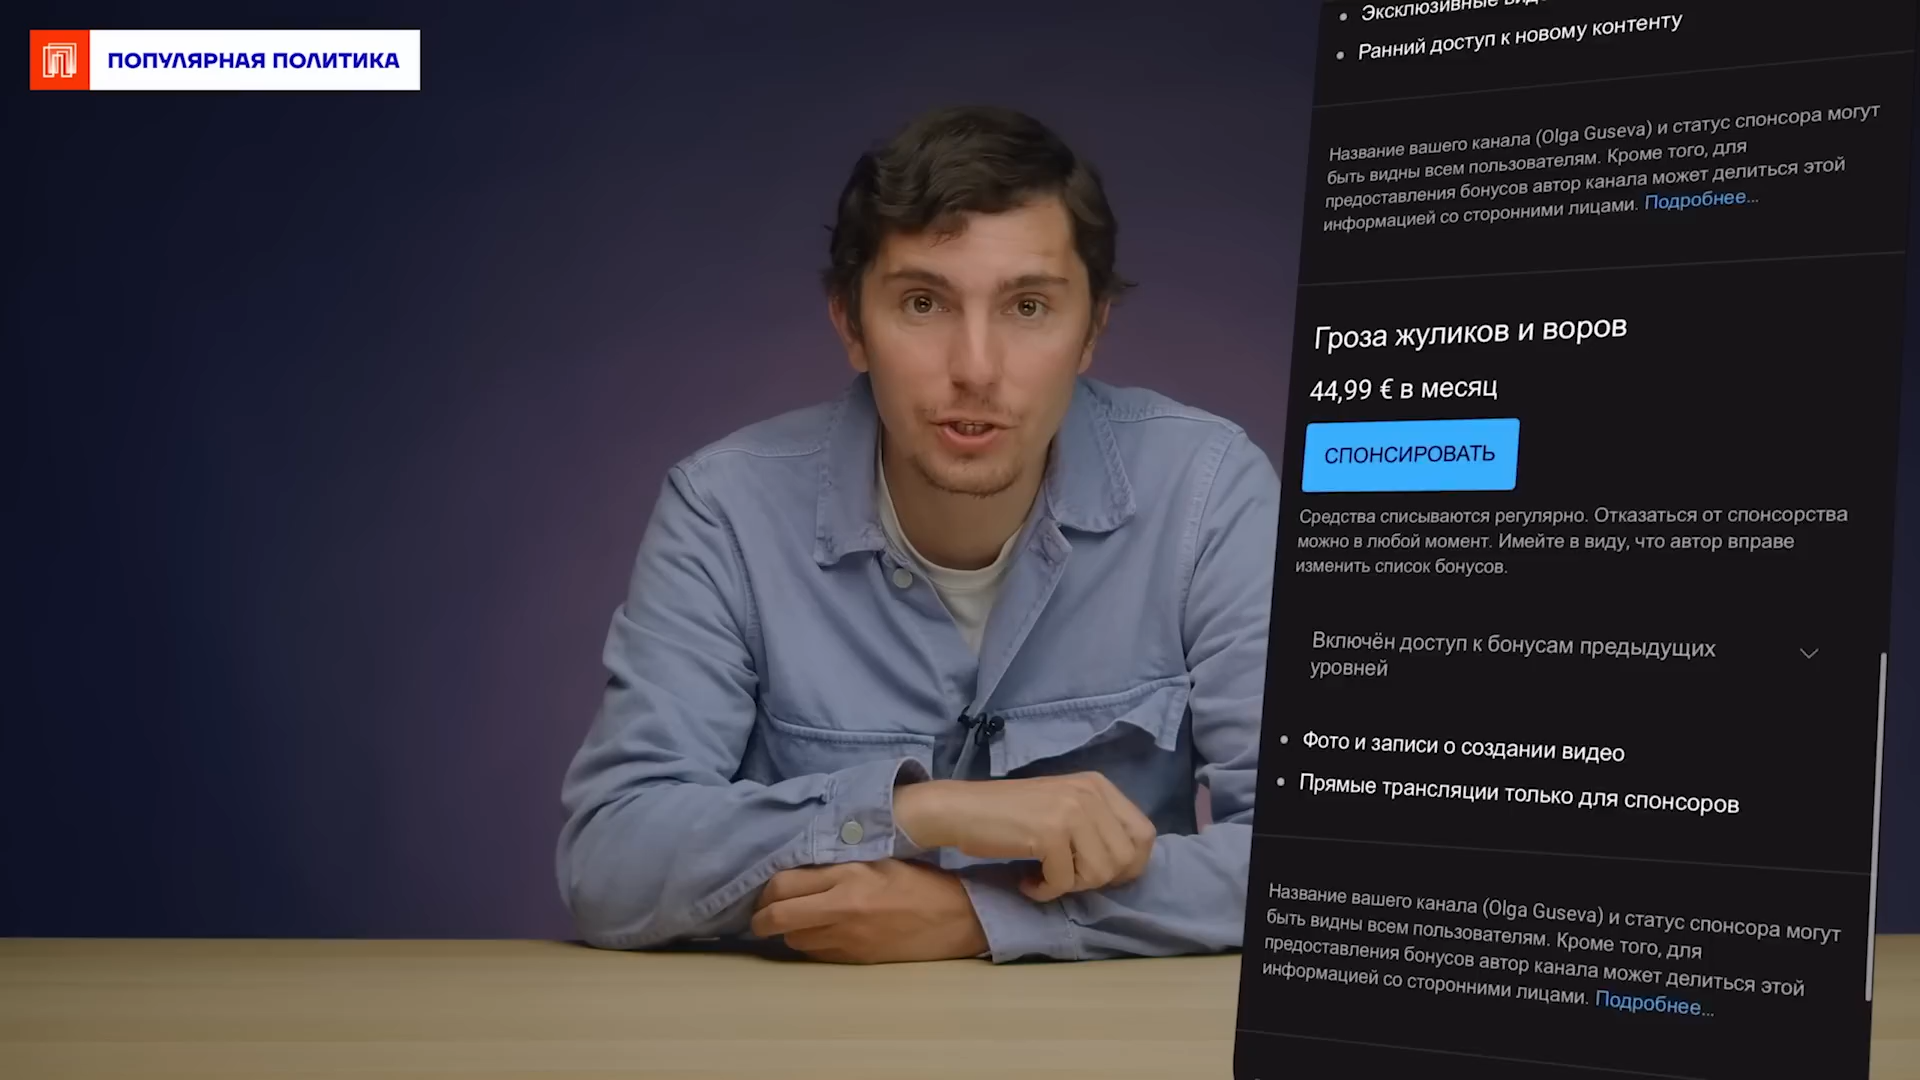 ПОПУЛЯРНАЯ ПОЛИТИКА
Эксклюзивные
Ранний доступ к новому контенту
Название вашего канала (Olga Guseva) и статус спонсора могут
быть видны всем пользователям. Кроме того, для
предоставления бонусов автор канала может делиться этой
информацией со сторонними лицами. Подробнее...
Гроза жуликов и воров
44,99 € в месяц
СПОНСИРОВАТЬ
Средства списываются регулярно. Отказаться от спонсорства
можно в любой момент. Имейте в виду, что автор вправе
изменить список бонусов.
Включён доступ к бонусам предыдущих
уровней
Фото и записи о создании видео
Прямые трансляции только для спонсоров
Название вашего канала (Olga Guseva) и статус спонсора могут
быть видны всем пользователям. Кроме того, для
предоставления бонусов автор канала может делиться этой
информацией со сторонними лицами. Подробнее...